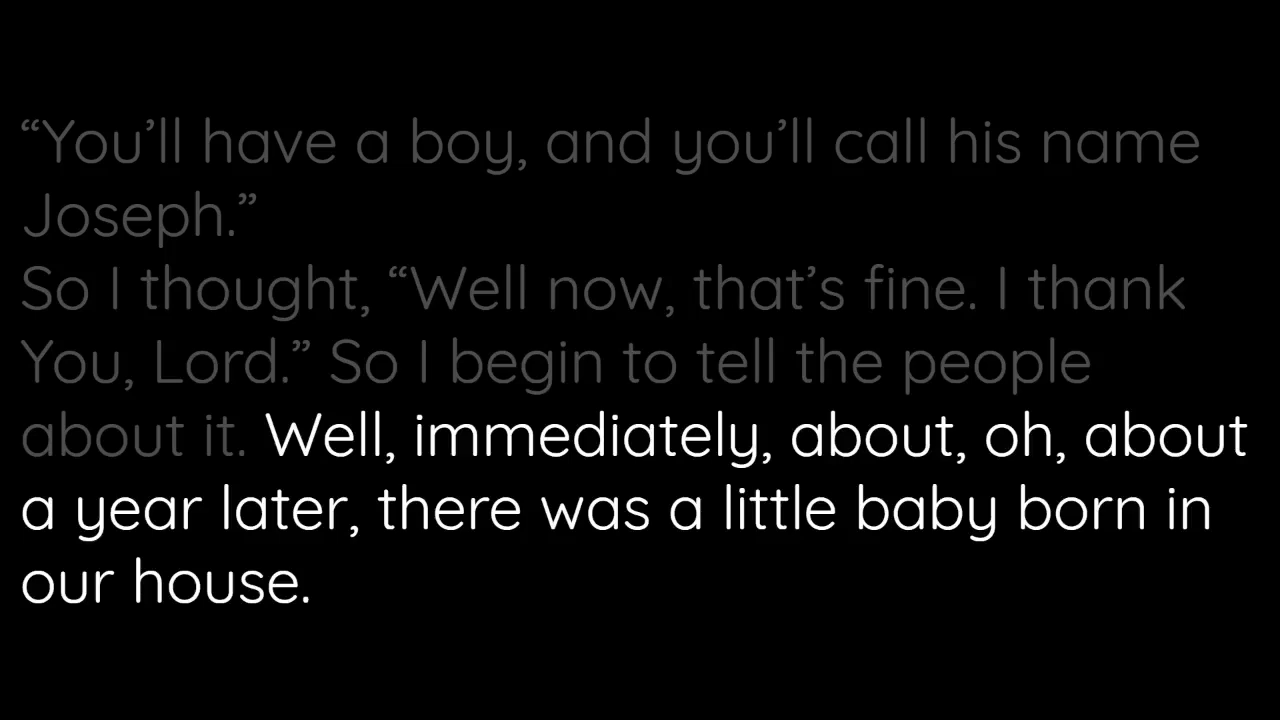 “You’ll have a boy, and you’ll call his name
Joseph.”
So I thought, “Well now, that’s fine. I thank
You, Lord.” So I begin to tell the people
about it. Well, immediately, about, oh, about
a year later, there was a little baby born in
our house.